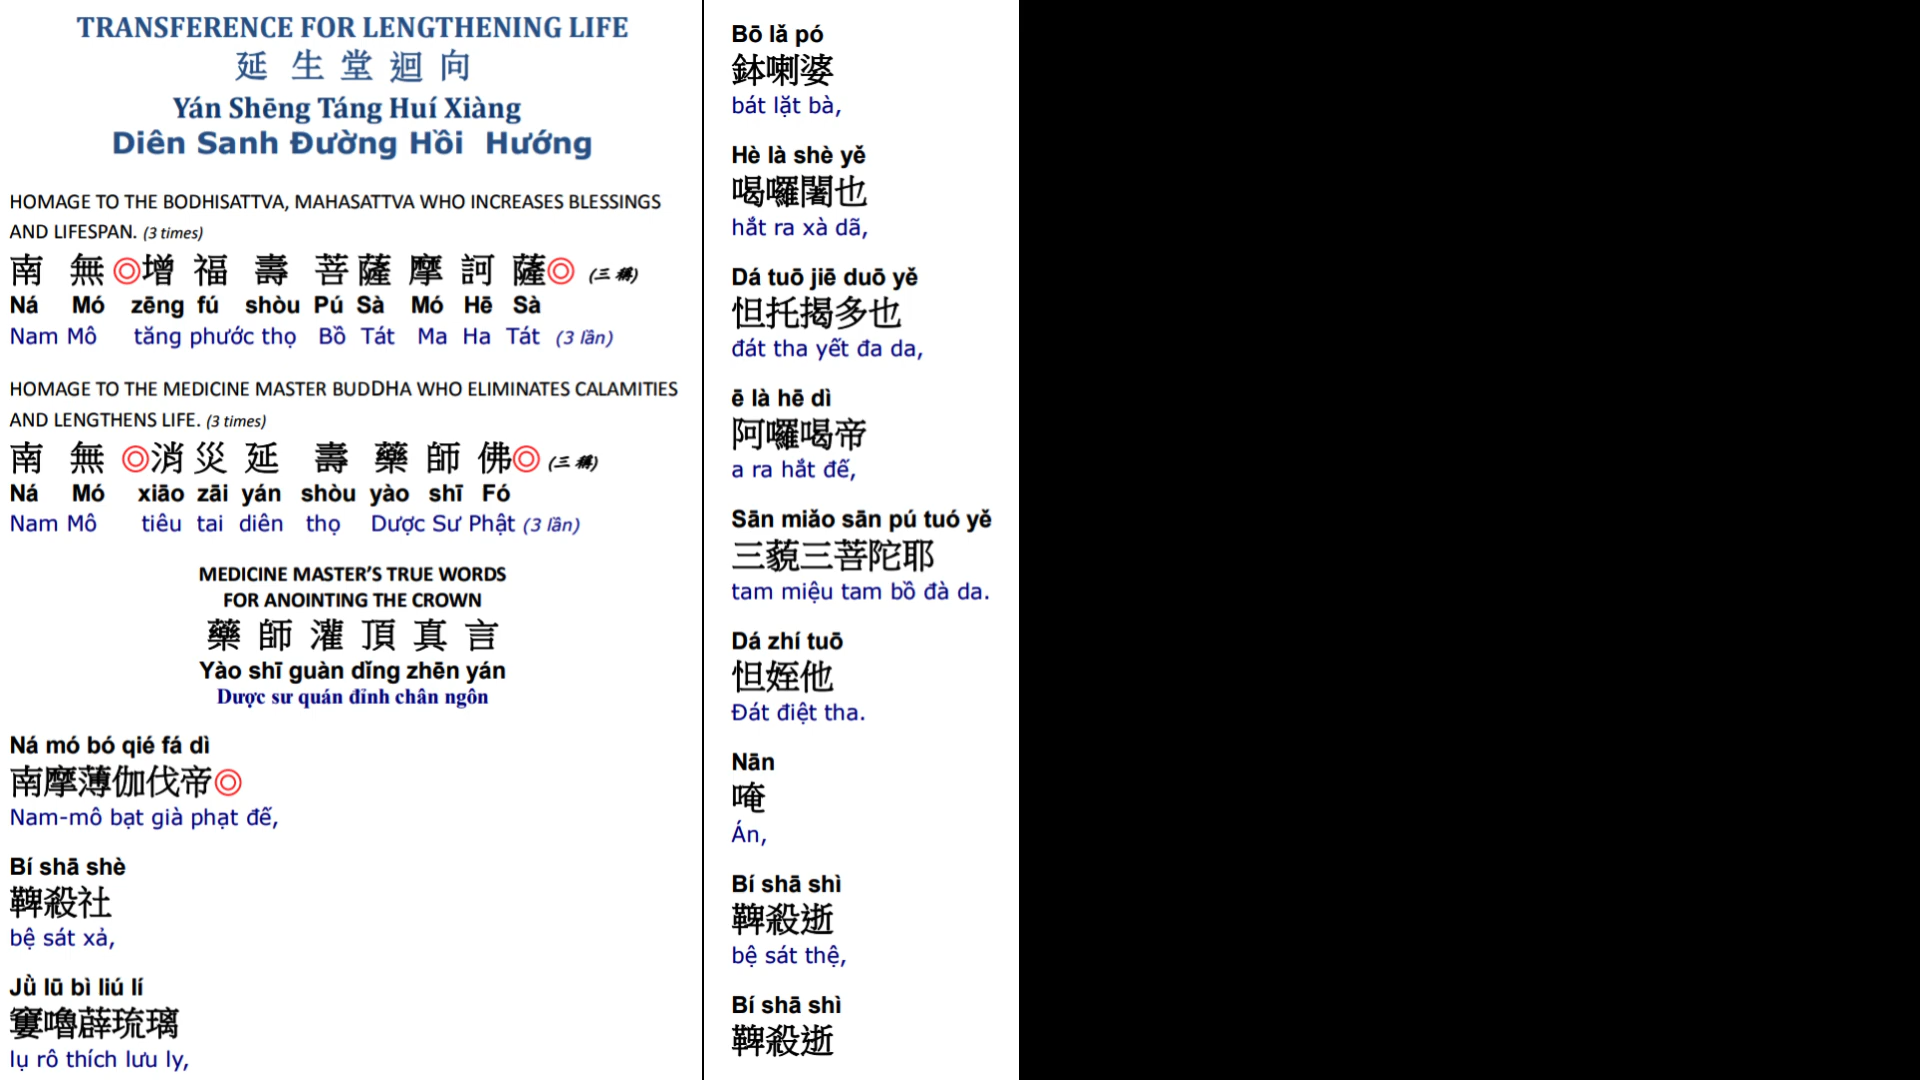 TRANSFERENCE FOR LENGTHENING LIFE
延 生 堂 迴 向
Yán Shēng Táng Huí Xiàng
Diên Sanh Đường Hồi Hướng
HOMAGE TO THE BODHISATTVA, MAHASATTVA WHO INCREASES BLESSINGS
AND LIFESPAN. (3 times)
南 無 ◎增 福 壽 菩 薩 摩 訶 薩◎ (三 稱)
Ná Mó zēng fú shòu Pú Sà Mó Hē Sà
Nam Mô tăng phước thọ Bồ Tát Ma Ha Tát (3 lần)
HOMAGE TO THE MEDICINE MASTER BUDDHA WHO ELIMINATES CALAMITIES
AND LENGTHENS LIFE. (3 times)
南 無 ◎消 災 延 壽 藥 師 佛◎ (三 稱)
Ná Mó xiāo zāi yán shòu yào shī Fó
Nam Mô tiêu tai diên thọ Dược Sư Phật (3 lần)
MEDICINE MASTER'S TRUE WORDS
FOR ANOINTING THE CROWN
藥 師 灌 頂 真 言
Yào shī guàn dǐng zhēn yán
Dược sư quán đỉnh chân ngôn
Ná mó bó qié fá dì
南摩薄伽伐帝◎
Nam-mô bạt già phạt đế,
Bí shā shè
鞞殺社
bệ sát xả,
Jǜ lū bì liú lí
窶嚕薜琉璃
lụ rô thích lưu ly,
Bō lǎ pó
鉢喇婆
bát lặt bà,
Hè là shè yě
喝囉闍也
hắt ra xà dã,
Dá tuō jiē duō yě
怛托揭多也
đát tha yết đa da,
ē là hē dì
阿囉喝帝
a ra hắt đế,
Sān miǎo sān pú tuó yě
三藐三菩陀耶
tam miệu tam bồ đà da.
Dá zhí tuō
怛姪他
Đát điệt tha.
Nān
唵
Án,
Bí shā shì
鞞殺逝
bệ sát thệ,
Bí shā shì
鞞殺逝